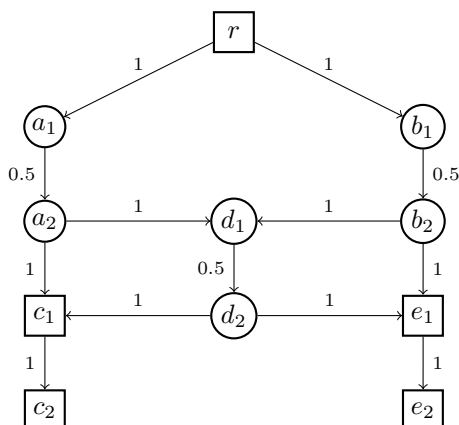 r
1 1
a₁ b₁
0.5 0.5
a₂ 1 d₁ 1 b₂
1 0.5 1
c₁ 1 d₂ 1 e₁
1 1
c₂ e₂